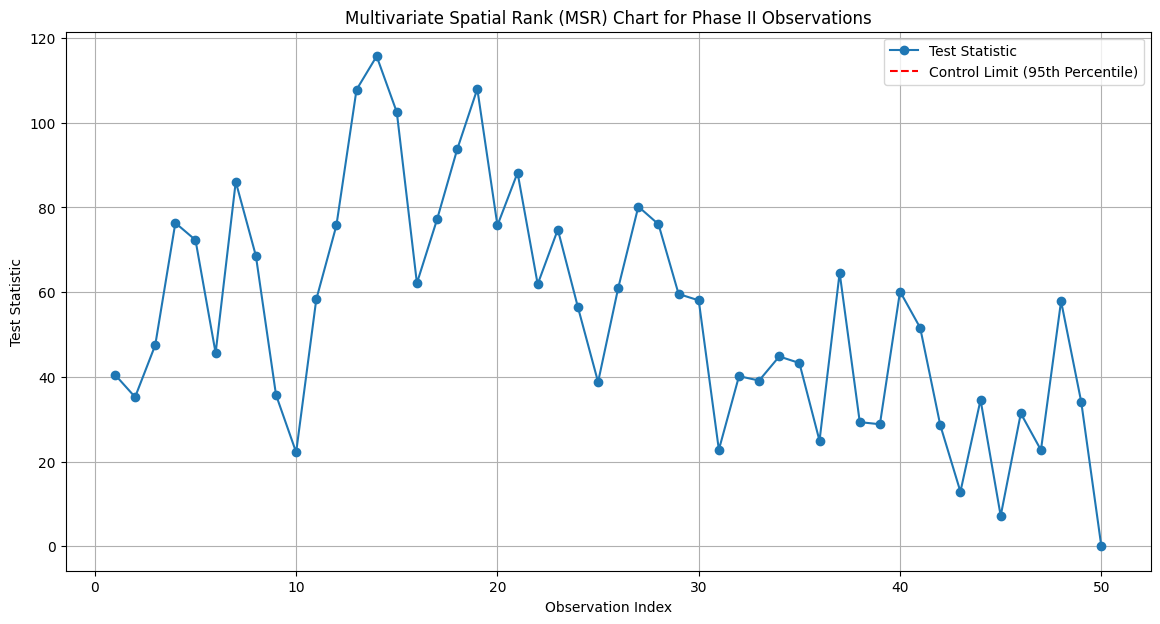 Multivariate Spatial Rank (MSR) Chart for Phase II Observations
Test Statistic
Control Limit (95th Percentile)
120
100
80
60
40
20
0
Test Statistic
0 10 20 30 40 50
Observation Index